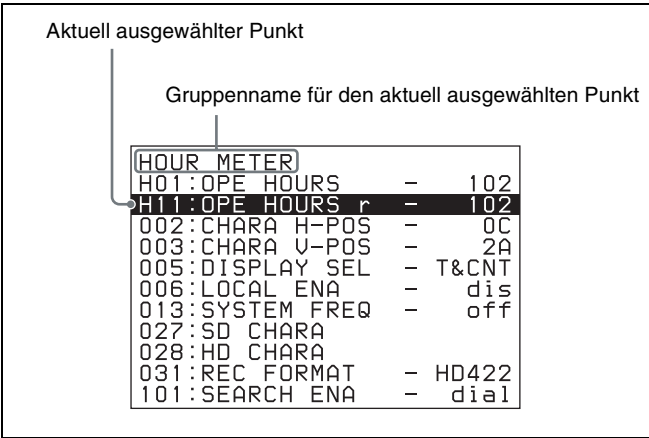 Aktuell ausgewählter Punkt
Gruppenname für den aktuell ausgewählten Punkt
HOUR METER
H01:OPE HOURS – 102
H11:OPE HOURS r – 102
002:CHARA H-POS – 0C
003:CHARA V-POS – 2A
005:DISPLAY SEL – T&CNT
006:LOCAL ENA – dis
013:SYSTEM FREQ – off
027:SD CHARA
028:HD CHARA
031:REC FORMAT – HD422
101:SEARCH ENA – dial